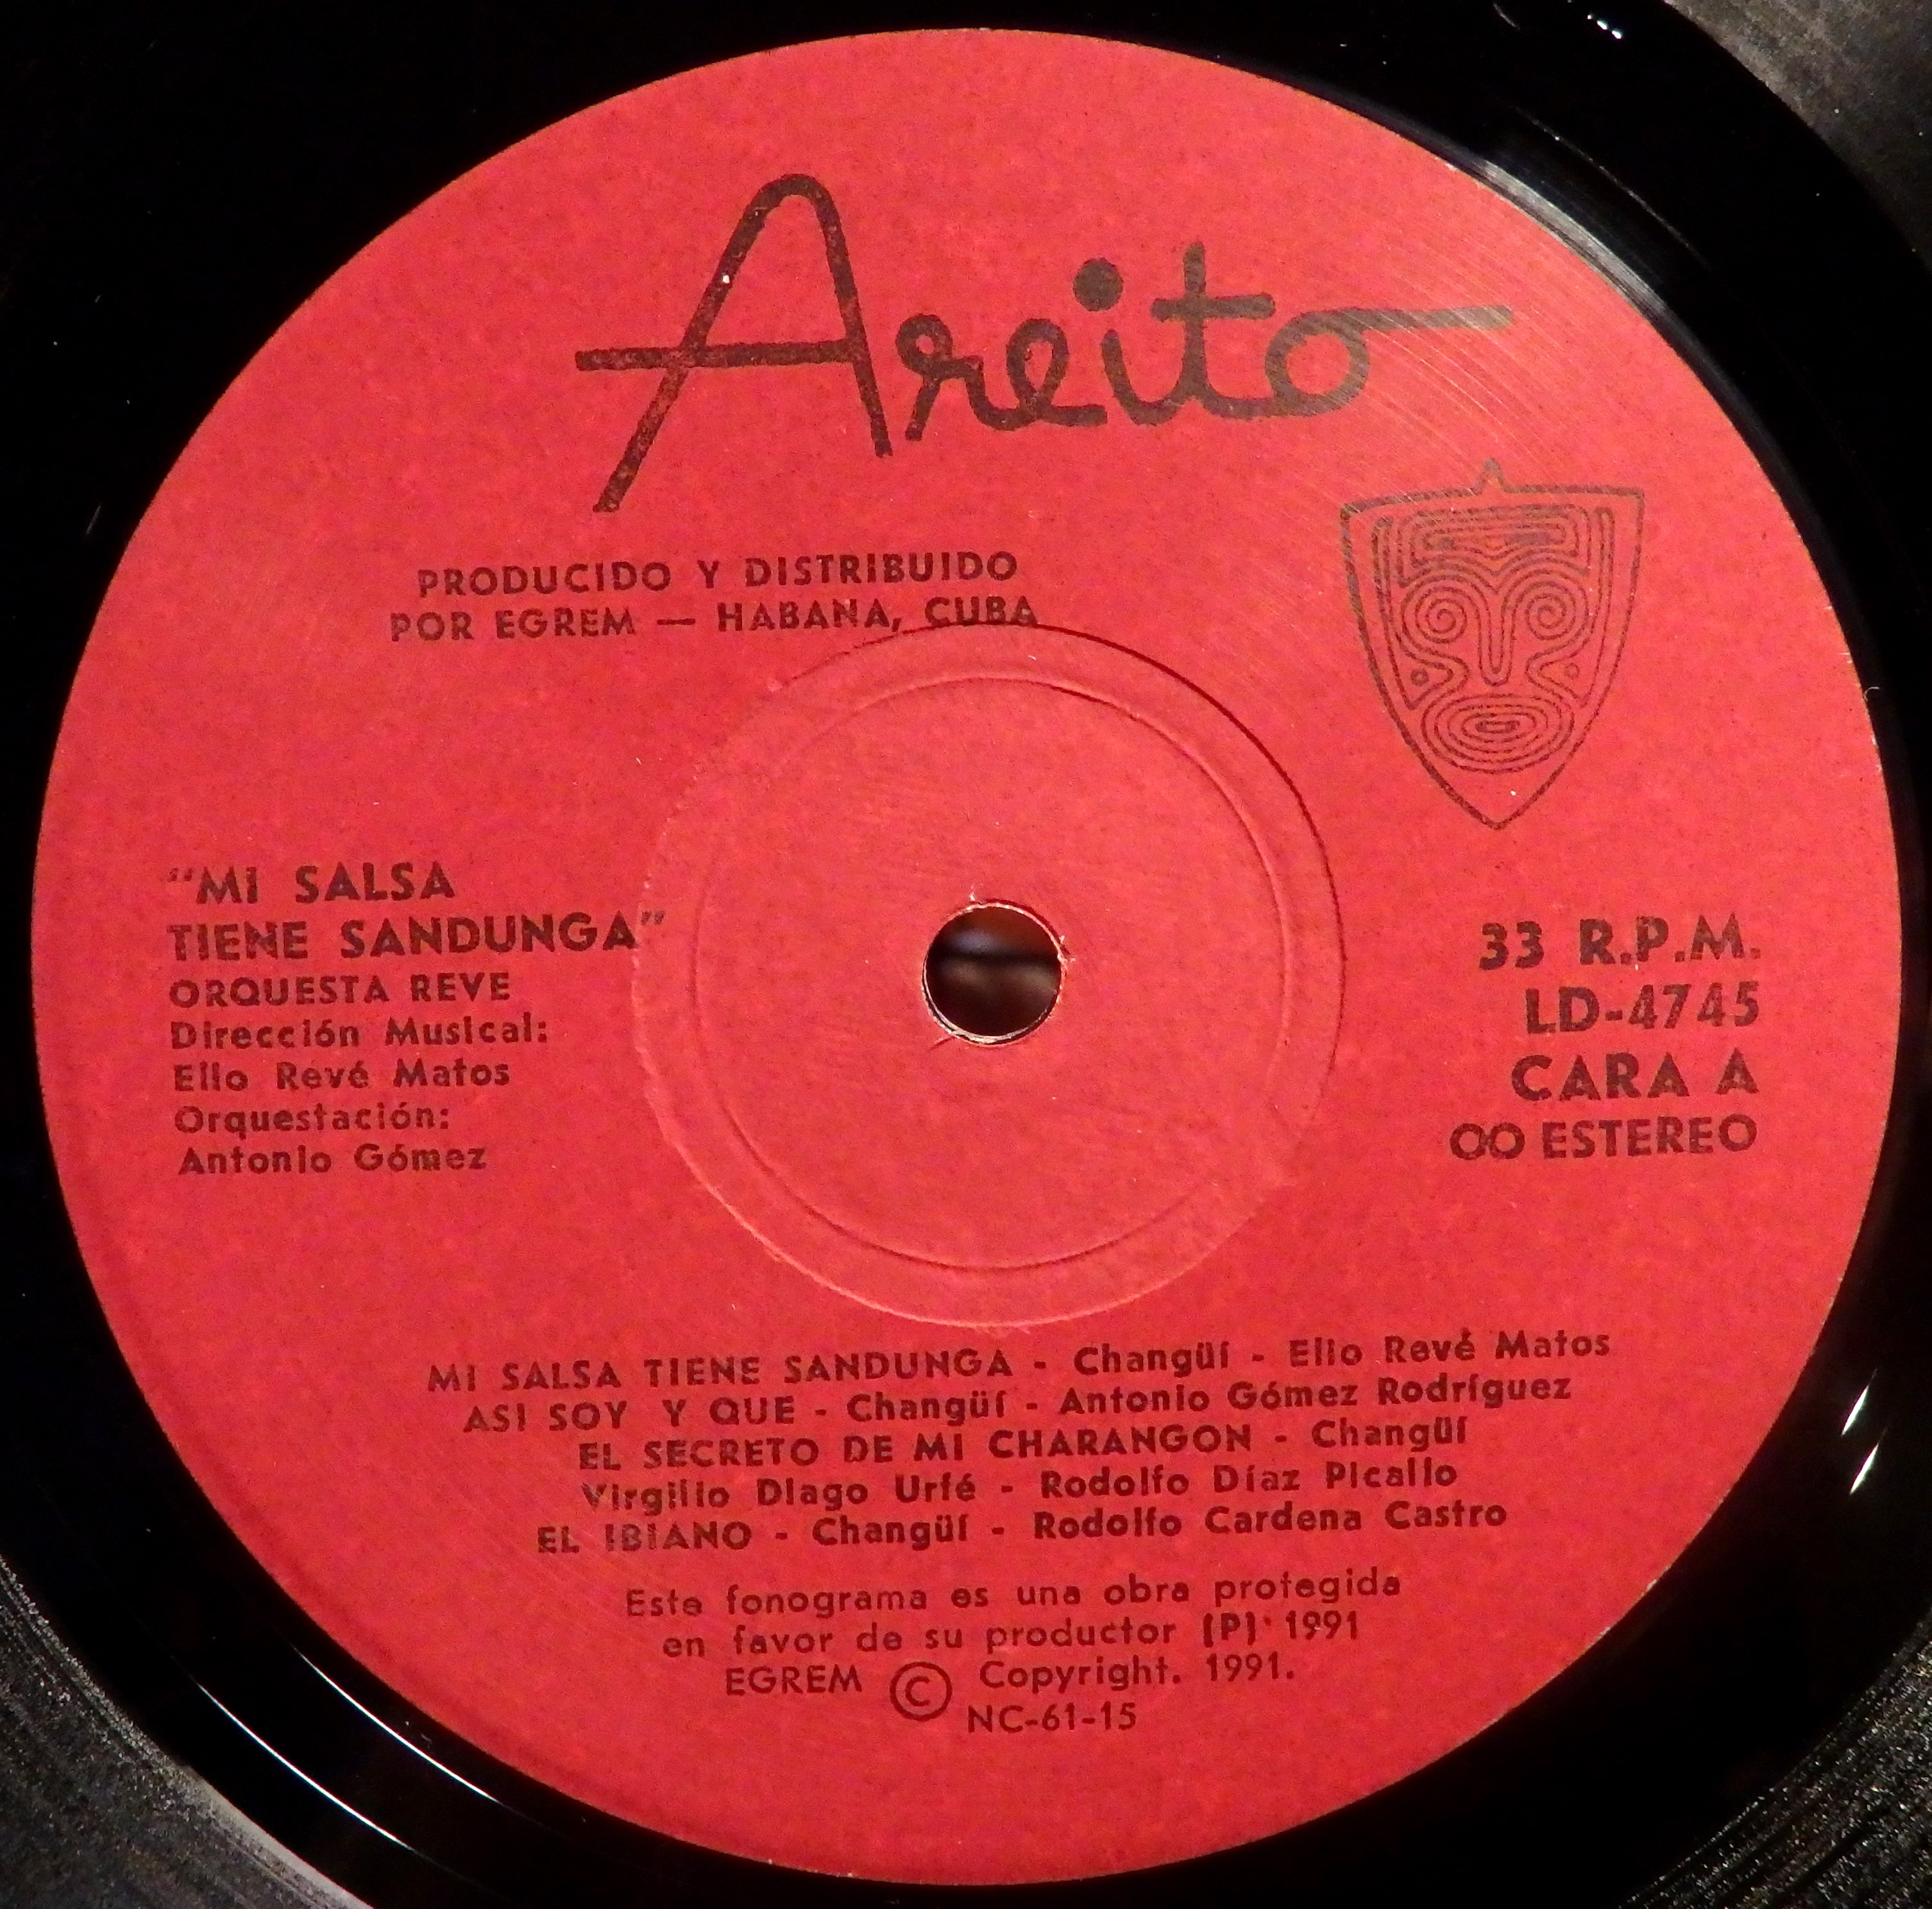 Areito
PRODUCIDO Y DISTRIBUIDO
POR EGREM — HABANA, CUBA
"MI SALSA
TIENE SANDUNGA"
ORQUESTA REVE
Dirección Musical:
Elio Revé Matos
Orquestación:
Antonio Gómez
33 R.P.M.
LD-4745
CARA A
OO ESTEREO
MI SALSA TIENE SANDUNGA - Changüí - Elio Revé Matos
ASI SOY Y QUE - Changüí - Antonio Gómez Rodríguez
EL SECRETO DE MI CHARANGON - Changüí
Virgilio Diago Urfé - Rodolfo Díaz Picallo
EL IBIANO - Changüí - Rodolfo Cardena Castro
Este fonograma es una obra protegida
en favor de su productor (P) 1991
EGREM © Copyright. 1991.
NC-61-15